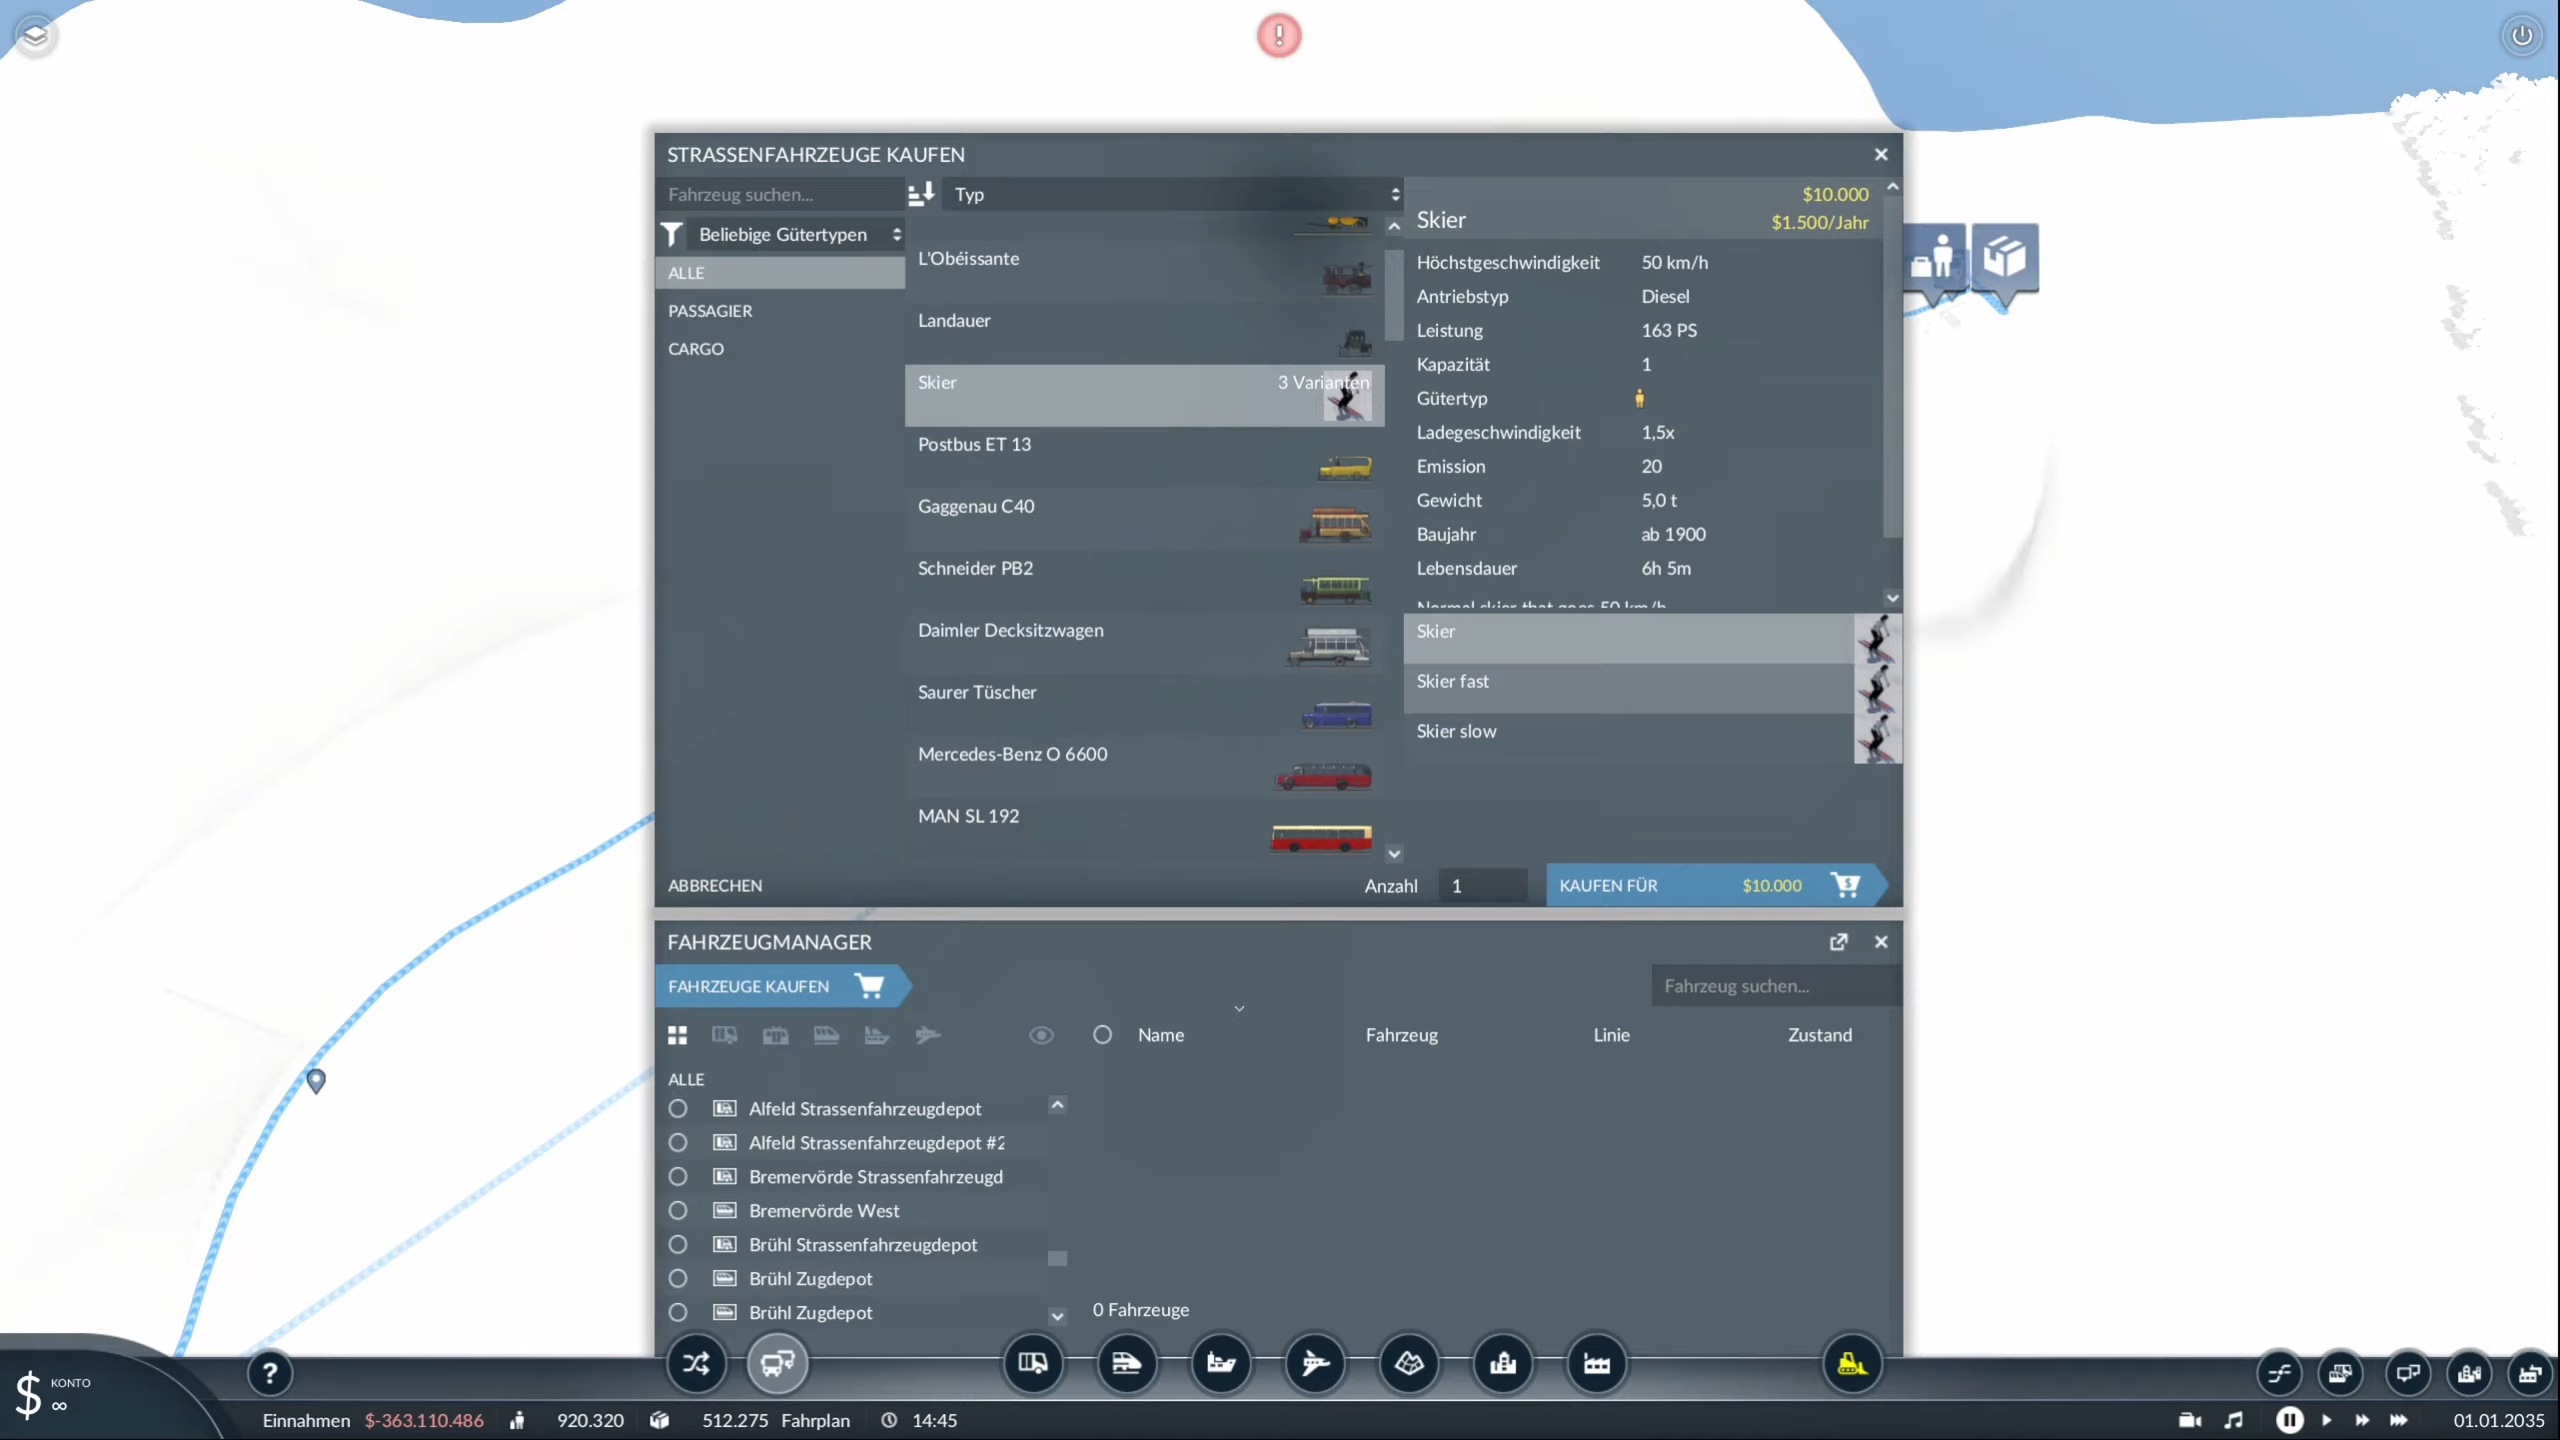 STRASSENFAHRZEUGE KAUFEN
Fahrzeug suchen...
Typ
Beliebige Gütertypen
ALLE
PASSAGIER
CARGO
L'Obéissante
Landauer
Skier 3 Varianten
Postbus ET 13
Gaggenau C40
Schneider PB2
Daimler Decksitzwagen
Saurer Tüscher
Mercedes-Benz O 6600
MAN SL 192
Skier
$10.000
$1.500/Jahr
Höchstgeschwindigkeit 50 km/h
Antriebstyp Diesel
Leistung 163 PS
Kapazität 1
Gütertyp
Ladegeschwindigkeit 1,5x
Emission 20
Gewicht 5,0 t
Baujahr ab 1900
Lebensdauer 6h 5m
Normal skier that goes 50 km/h
Skier
Skier fast
Skier slow
ABBRECHEN
Anzahl 1
KAUFEN FÜR $10.000
FAHRZEUGMANAGER
FAHRZEUGE KAUFEN
Fahrzeug suchen...
Name Fahrzeug Linie Zustand
ALLE
Alfeld Strassenfahrzeugdepot
Alfeld Strassenfahrzeugdepot #2
Bremervörde Strassenfahrzeugd
Bremervörde West
Brühl Strassenfahrzeugdepot
Brühl Zugdepot
Brühl Zugdepot
0 Fahrzeuge
?
$ KONTO
∞
Einnahmen $-363.110.486 920.320 512.275 Fahrplan 14:45 01.01.2035